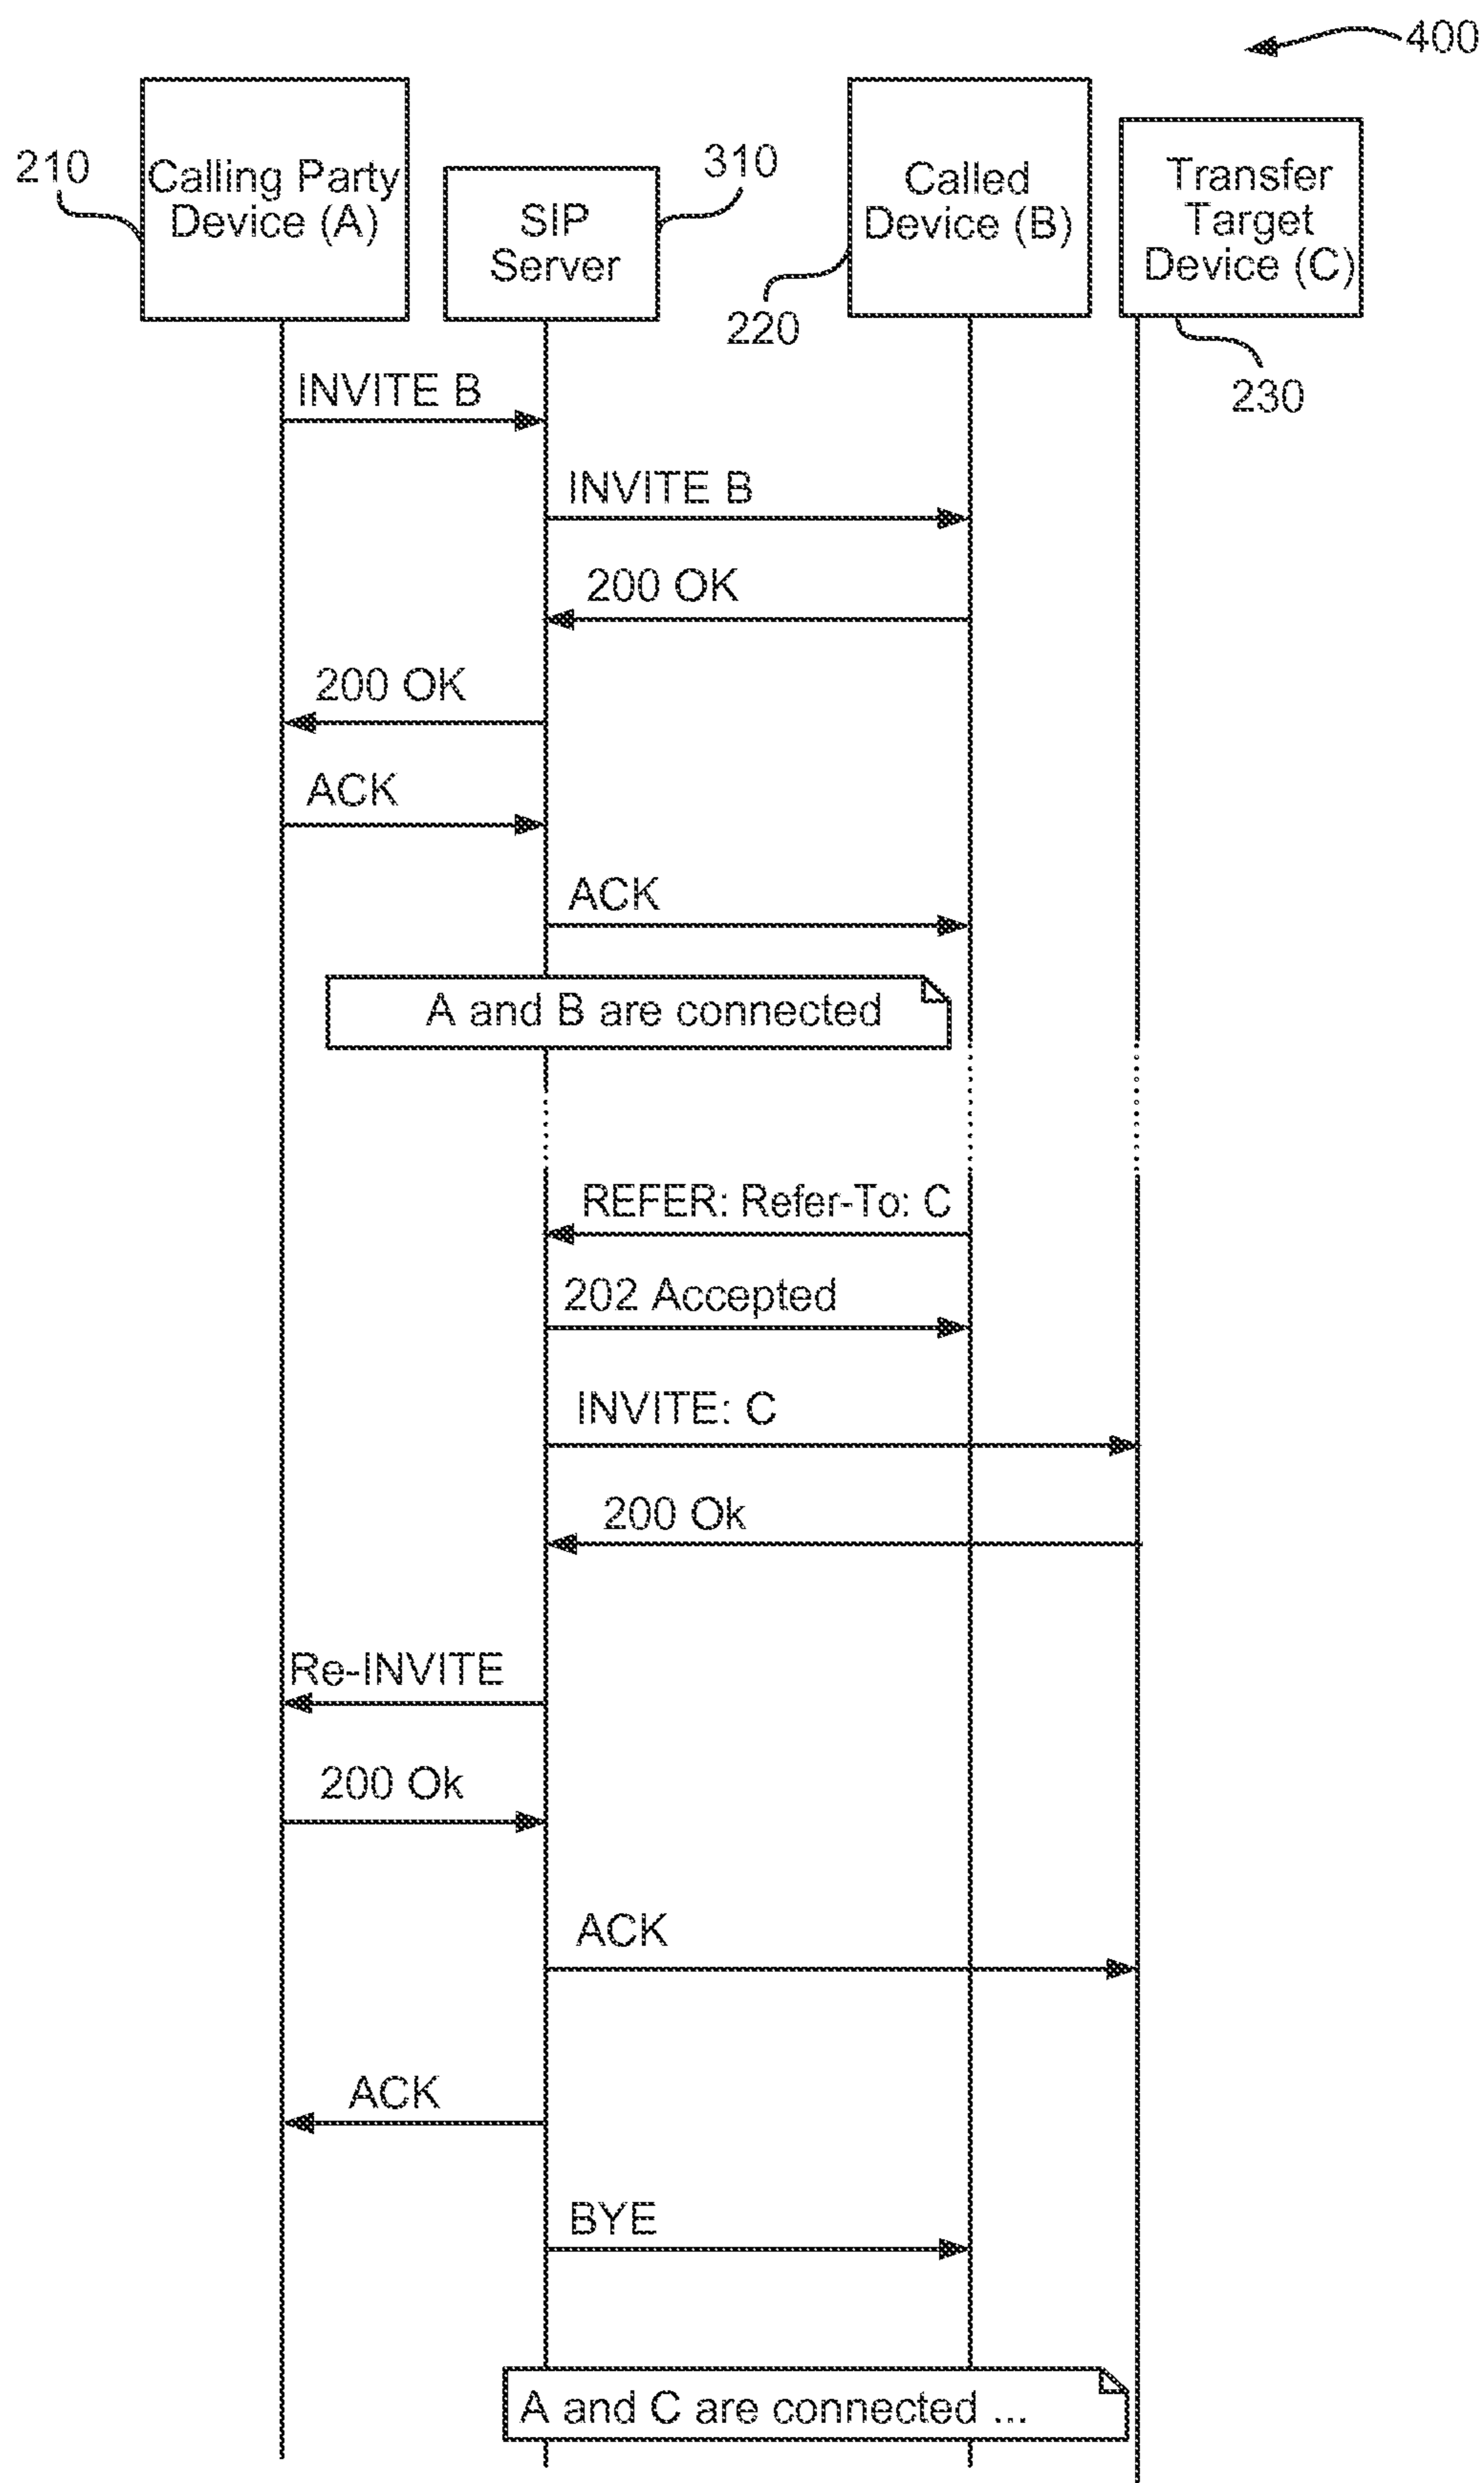 400
210
Calling Party
Device (A)
SIP
Server
310
Called
Device (B)
220
Transfer
Target
Device (C)
230
INVITE B
INVITE B
200 OK
200 OK
ACK
ACK
A and B are connected
REFER: Refer-To: C
202 Accepted
INVITE: C
200 Ok
Re-INVITE
200 Ok
ACK
ACK
BYE
A and C are connected ...